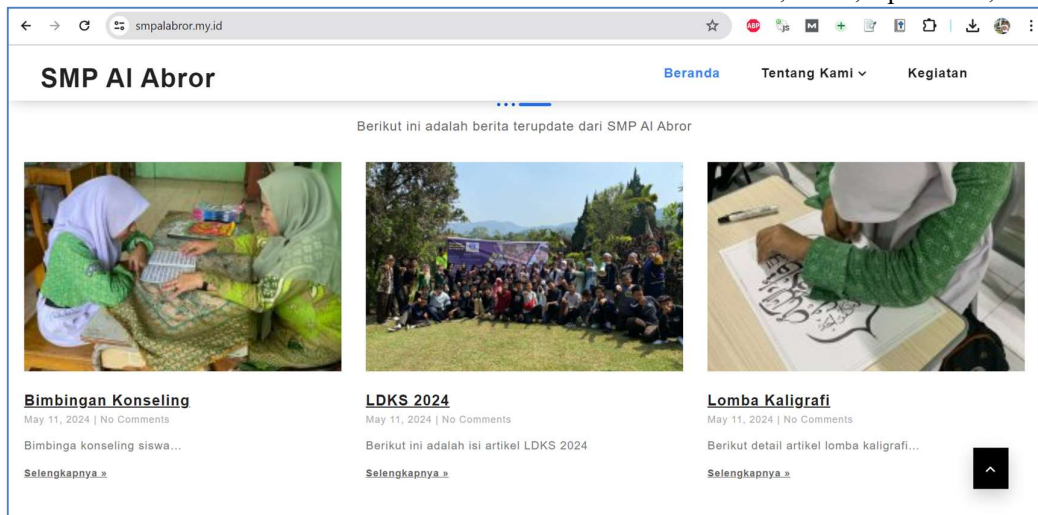 smpalabror.my.id
SMP Al Abror
Beranda Tentang Kami Kegiatan
Berikut ini adalah berita terupdate dari SMP Al Abror
Bimbingan Konseling
May 11, 2024 | No Comments
Bimbinga konseling siswa...
Selengkapnya »
LDKS 2024
May 11, 2024 | No Comments
Berikut ini adalah isi artikel LDKS 2024
Selengkapnya »
Lomba Kaligrafi
May 11, 2024 | No Comments
Berikut detail artikel lomba kaligrafi...
Selengkapnya »